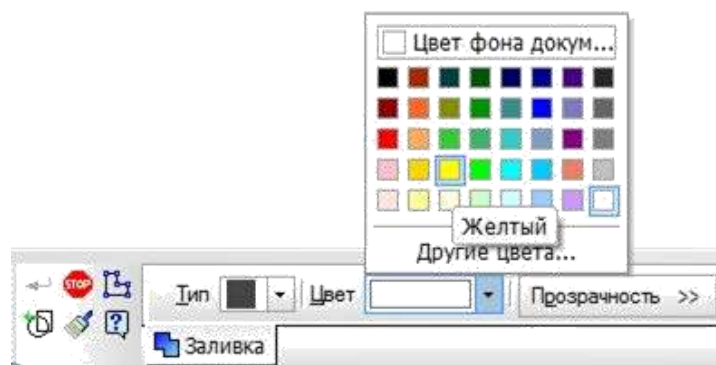 Цвет фона докум...
Желтый
Другие цвета...
STOP
Тип
Цвет
Прозрачность >>
?
Заливка